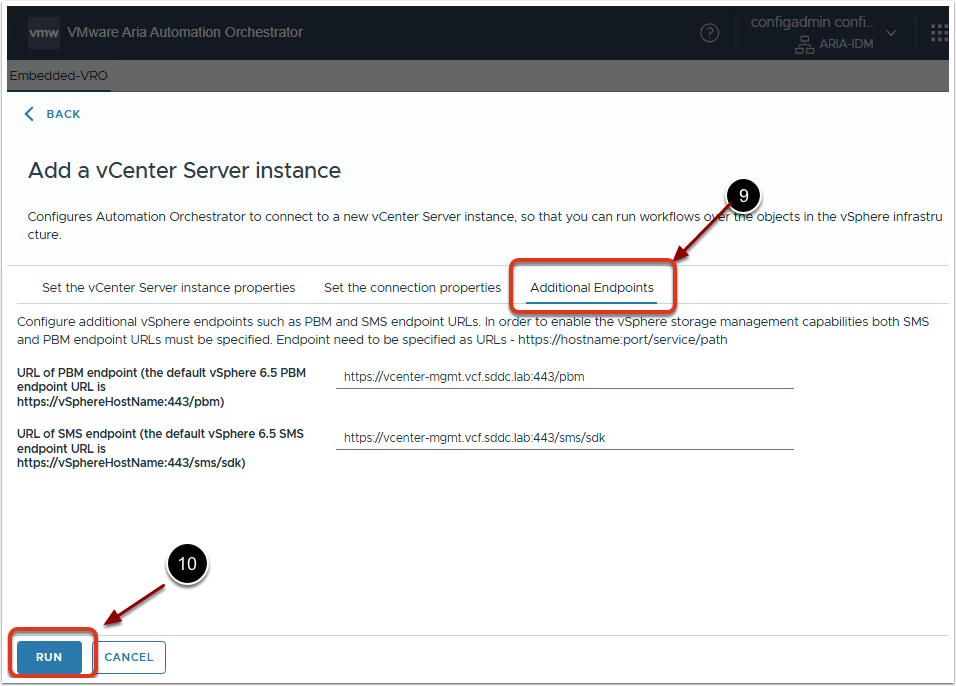 vmw VMware Aria Automation Orchestrator
configadmin confi...
ARIA-IDM
Embedded-VRO
BACK
Add a vCenter Server instance
9
Configures Automation Orchestrator to connect to a new vCenter Server instance, so that you can run workflows over the objects in the vSphere infrastru
cture.
Set the vCenter Server instance properties Set the connection properties Additional Endpoints
Configure additional vSphere endpoints such as PBM and SMS endpoint URLs. In order to enable the vSphere storage management capabilities both SMS
and PBM endpoint URLs must be specified. Endpoint need to be specified as URLs - https://hostname:port/service/path
URL of PBM endpoint (the default vSphere 6.5 PBM
endpoint URL is
https://vSphereHostName:443/pbm)
https://vcenter-mgmt.vcf.sddc.lab:443/pbm
URL of SMS endpoint (the default vSphere 6.5 SMS
endpoint URL is
https://vSphereHostName:443/sms/sdk)
https://vcenter-mgmt.vcf.sddc.lab:443/sms/sdk
10
RUN CANCEL